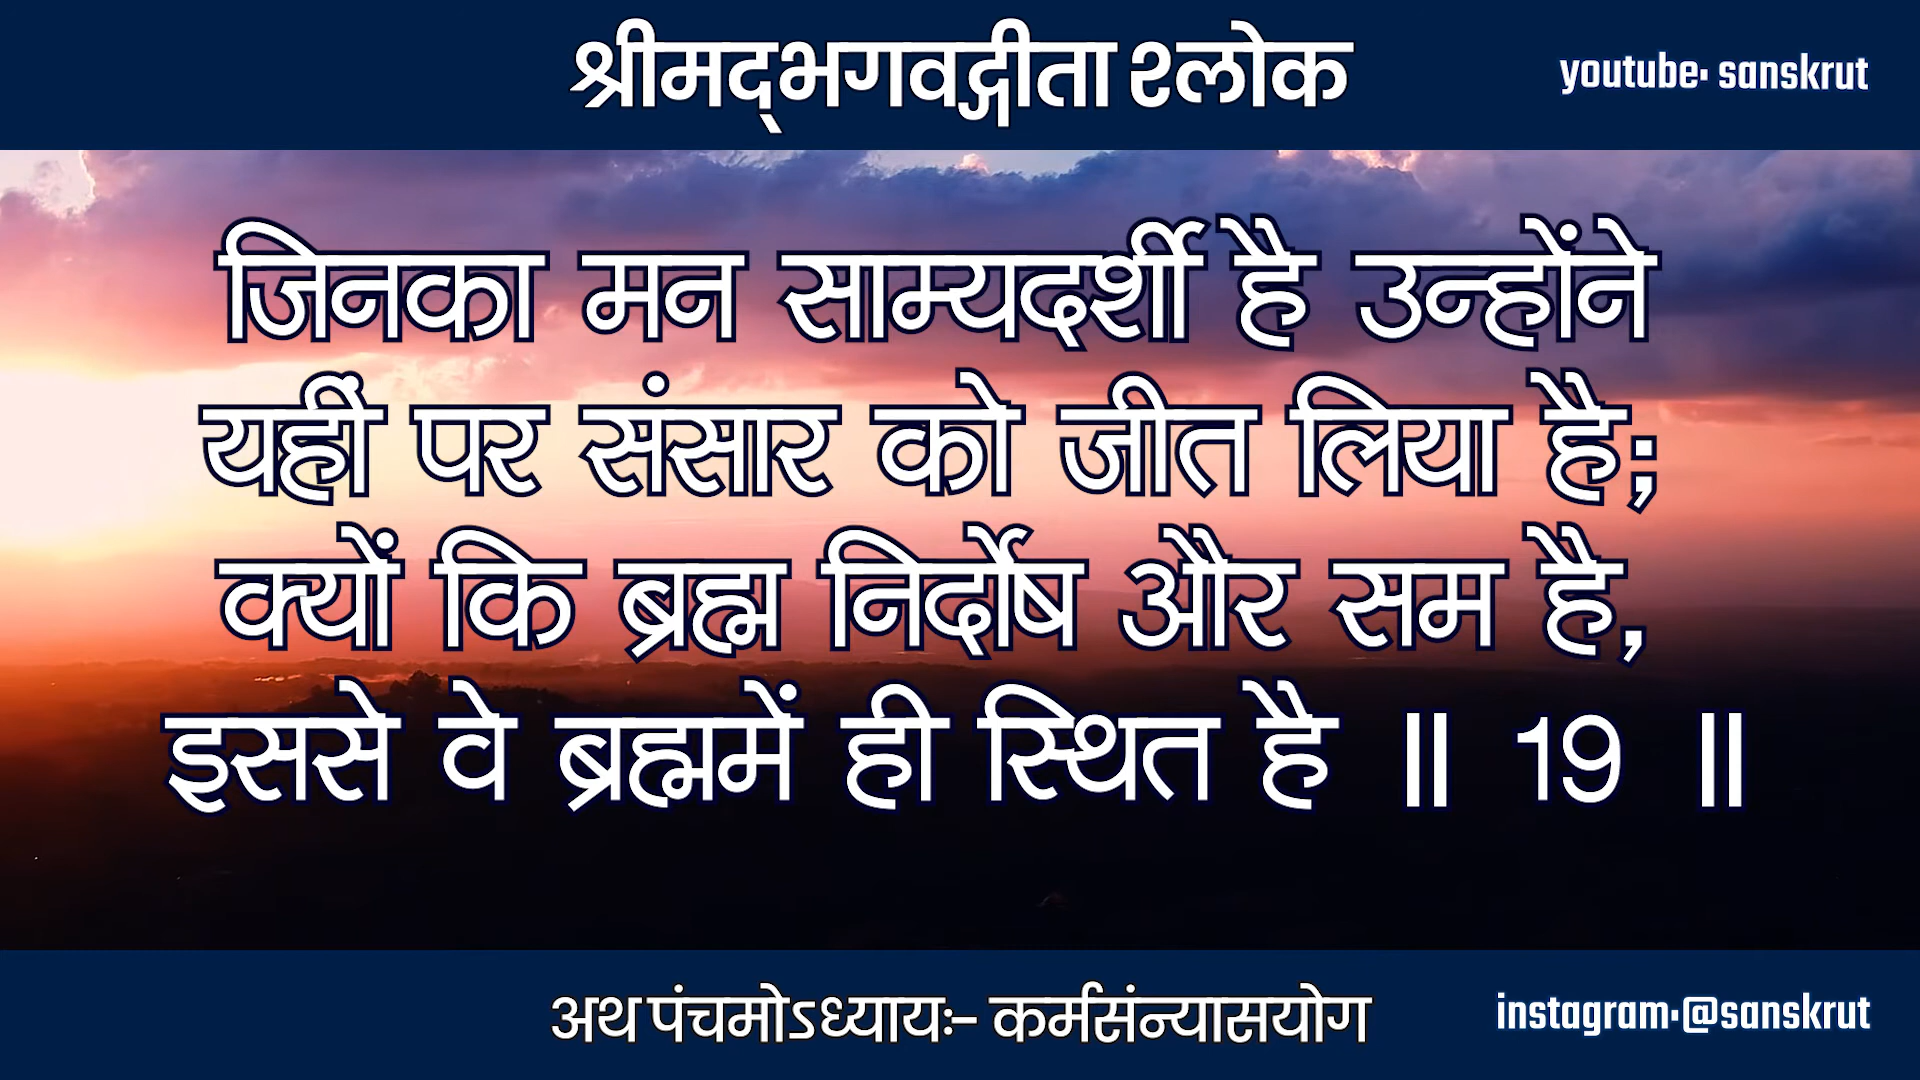 श्रीमद्‌भगवद्गीता श्लोक
youtube: sanskrut
जिनका मन साम्यदर्शी है उन्होंने
यहीं पर संसार को जीत लिया है;
क्यों कि ब्रह्म निर्दोष और सम है,
इससे वे ब्रह्ममें ही स्थित है ॥ 19 ॥
अथ पंचमोऽध्यायः- कर्मसंन्यासयोग
instagram:@sanskrut